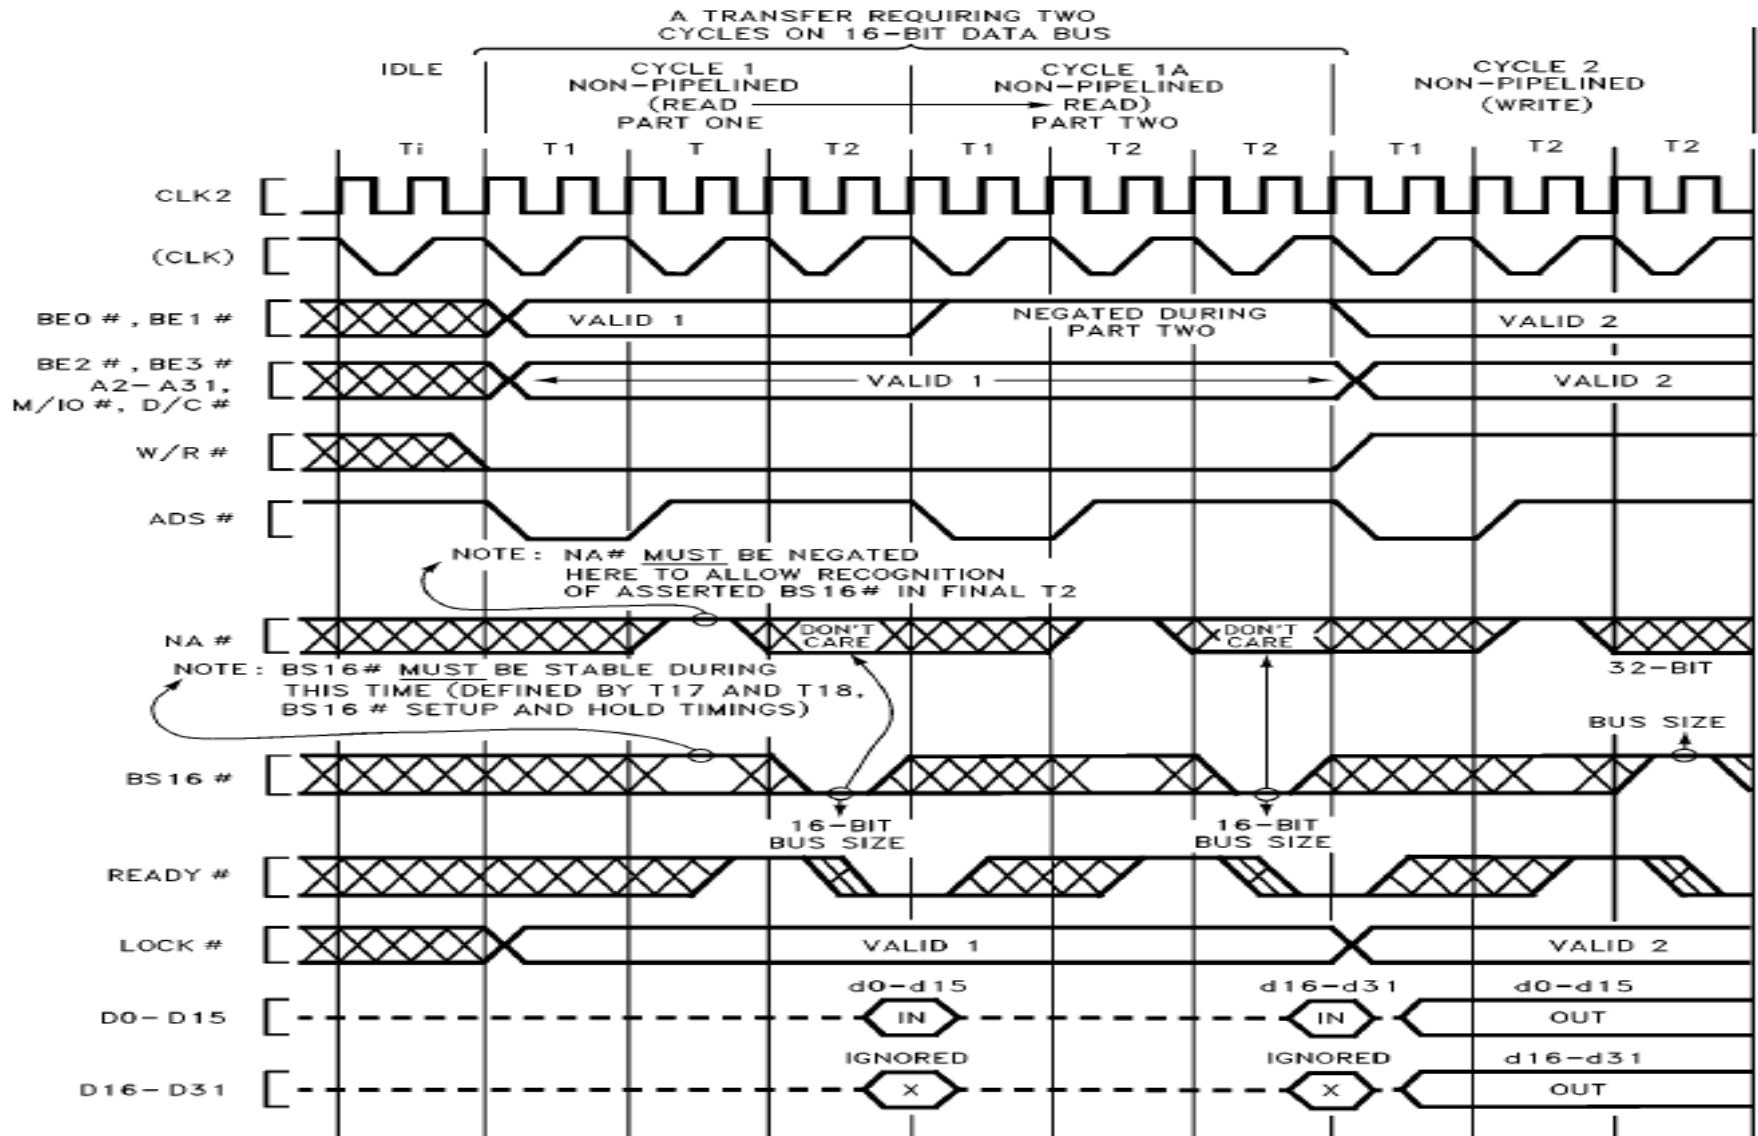 A TRANSFER REQUIRING TWO
CYCLES ON 16-BIT DATA BUS
IDLE
CYCLE 1
NON-PIPELINED
(READ
PART ONE
CYCLE 1A
NON-PIPELINED
READ)
PART TWO
CYCLE 2
NON-PIPELINED
(WRITE)
Ti T1 T T2 T1 T2 T2 T1 T2 T2
CLK2
(CLK)
BE0 #, BE1 #
VALID 1
NEGATED DURING
PART TWO
VALID 2
BE2 #, BE3 #
A2-A31,
M/IO #, D/C #
VALID 1
VALID 2
W/R #
ADS #
NOTE: NA# MUST BE NEGATED
HERE TO ALLOW RECOGNITION
OF ASSERTED BS16# IN FINAL T2
NA #
DON'T
CARE
DON'T
CARE
32-BIT
BUS SIZE
NOTE: BS16# MUST BE STABLE DURING
THIS TIME (DEFINED BY T17 AND T18,
BS16 # SETUP AND HOLD TIMINGS)
BS16 #
16-BIT
BUS SIZE
16-BIT
BUS SIZE
READY #
LOCK #
VALID 1
VALID 2
d0-d15
d16-d31
d0-d15
D0-D15
IN
IN
OUT
IGNORED
IGNORED
d16-d31
D16-D31
X
X
OUT